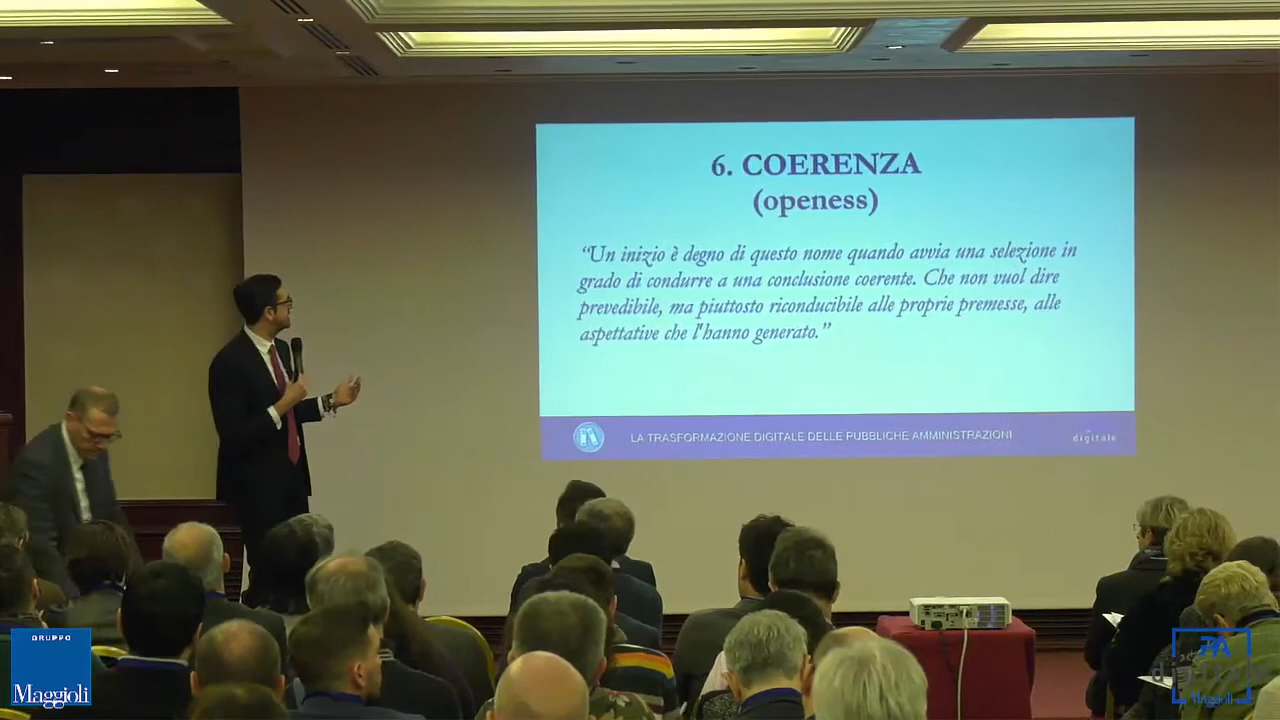 6. COERENZA
(openess)
“Un inizio è degno di questo nome quando avvia una selezione in
grado di condurre a una conclusione coerente. Che non vuol dire
prevedibile, ma piuttosto riconducibile alle proprie premesse, alle
aspettative che l'hanno generato.”
LA TRASFORMAZIONE DIGITALE DELLE PUBBLICHE AMMINISTRAZIONI
digitale
GRUPPO
Maggioli
PA
digitale
Maggioli